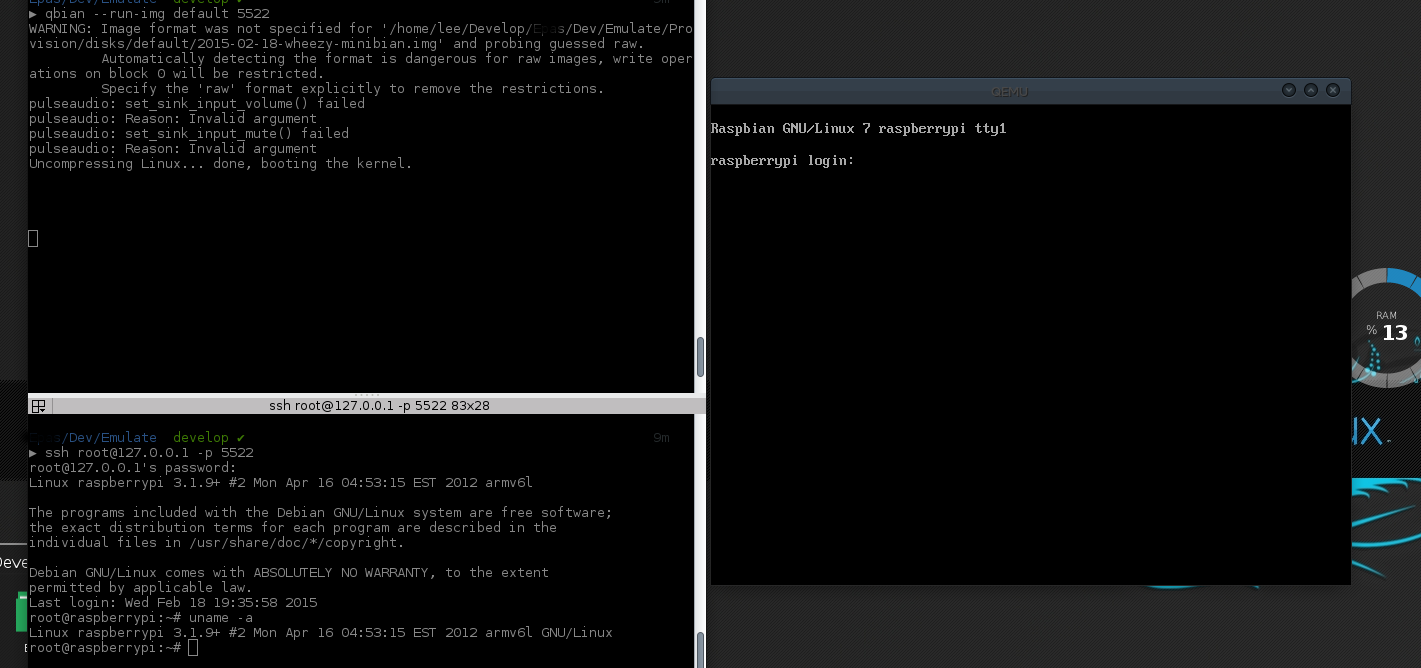 develop ✔
▶ qbian --run-img default 5522
WARNING: Image format was not specified for '/home/lee/Develop/Epas/Dev/Emulate/Pro
vision/disks/default/2015-02-18-wheezy-minibian.img' and probing guessed raw.
Automatically detecting the format is dangerous for raw images, write oper
ations on block 0 will be restricted.
Specify the 'raw' format explicitly to remove the restrictions.
pulseaudio: set_sink_input_volume() failed
pulseaudio: Reason: Invalid argument
pulseaudio: set_sink_input_mute() failed
pulseaudio: Reason: Invalid argument
Uncompressing Linux... done, booting the kernel.
ssh root@127.0.0.1 -p 5522 83x28
Epas/Dev/Emulate develop ✔ 9m
▶ ssh root@127.0.0.1 -p 5522
root@127.0.0.1's password:
Linux raspberrypi 3.1.9+ #2 Mon Apr 16 04:53:15 EST 2012 armv6l
The programs included with the Debian GNU/Linux system are free software;
the exact distribution terms for each program are described in the
individual files in /usr/share/doc/*/copyright.
Debian GNU/Linux comes with ABSOLUTELY NO WARRANTY, to the extent
permitted by applicable law.
Last login: Wed Feb 18 19:35:58 2015
root@raspberrypi:~# uname -a
Linux raspberrypi 3.1.9+ #2 Mon Apr 16 04:53:15 EST 2012 armv6l GNU/Linux
root@raspberrypi:~#
QEMU
Raspbian GNU/Linux 7 raspberrypi tty1
raspberrypi login:
RAM
% 13